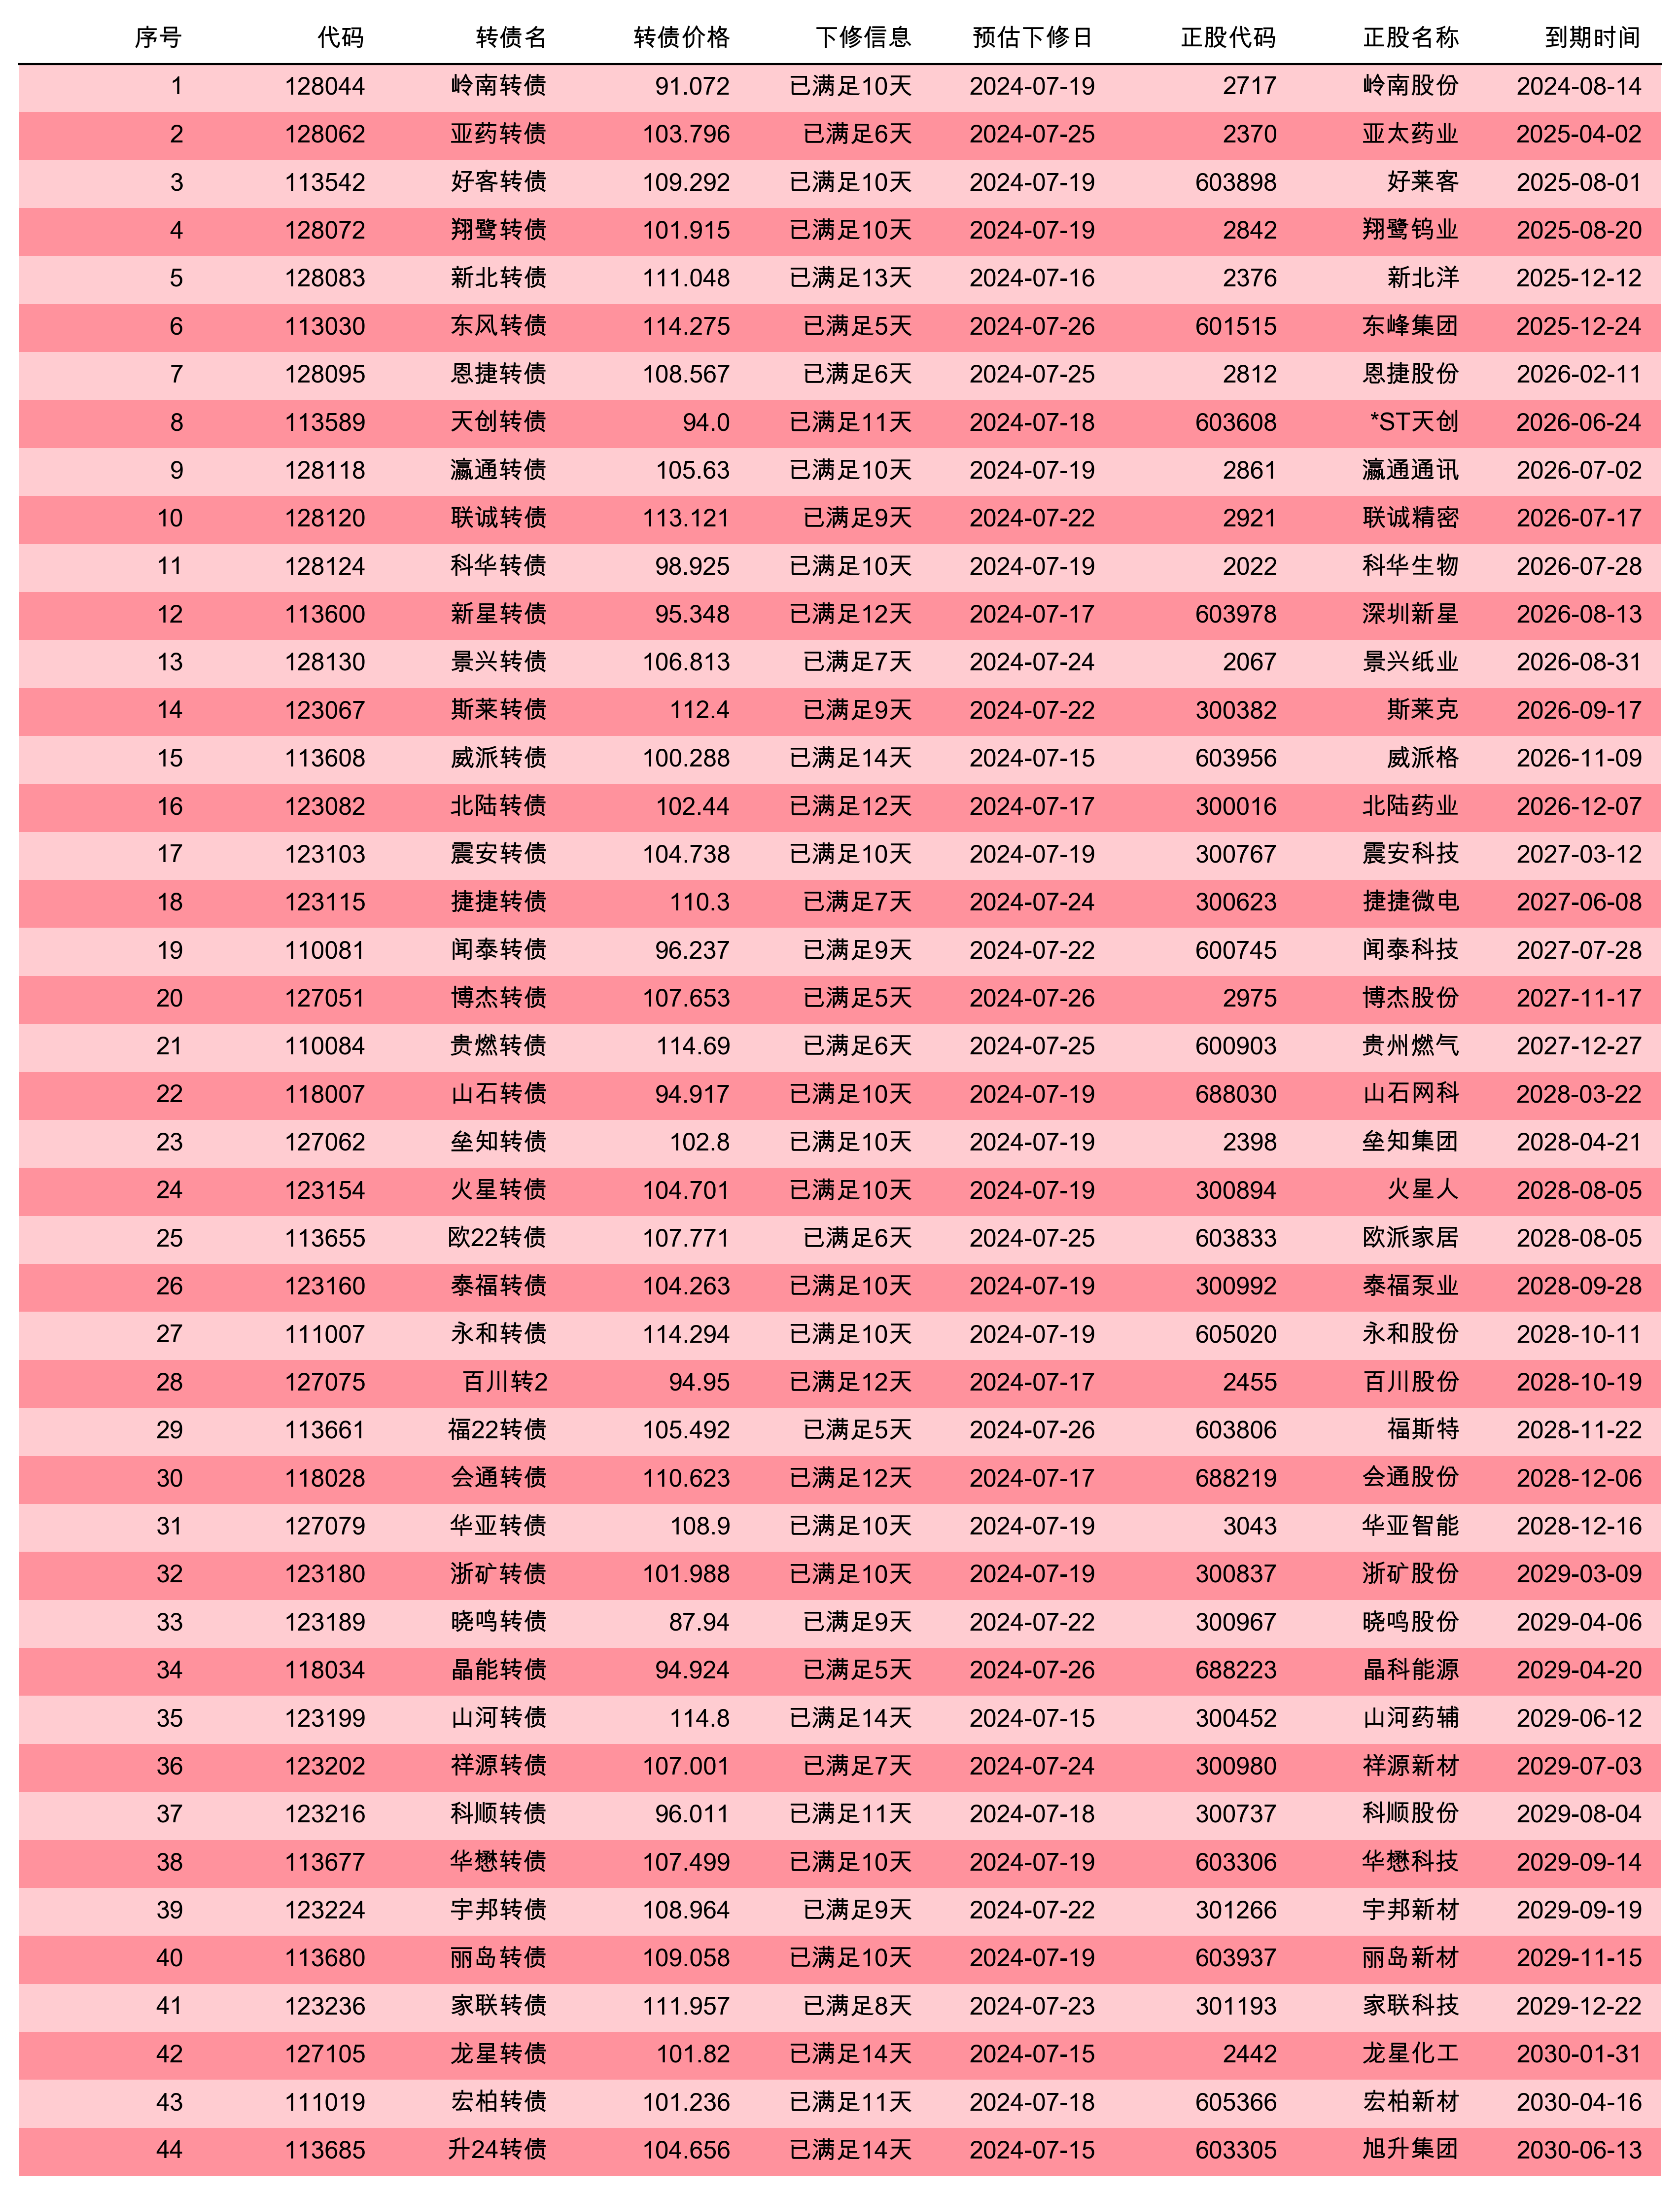 序号 代码 转债名 转债价格 下修信息 预估下修日 正股代码 正股名称 到期时间
1 128044 岭南转债 91.072 已满足10天 2024-07-19 2717 岭南股份 2024-08-14
2 128062 亚药转债 103.796 已满足6天 2024-07-25 2370 亚太药业 2025-04-02
3 113542 好客转债 109.292 已满足10天 2024-07-19 603898 好莱客 2025-08-01
4 128072 翔鹭转债 101.915 已满足10天 2024-07-19 2842 翔鹭钨业 2025-08-20
5 128083 新北转债 111.048 已满足13天 2024-07-16 2376 新北洋 2025-12-12
6 113030 东风转债 114.275 已满足5天 2024-07-26 601515 东峰集团 2025-12-24
7 128095 恩捷转债 108.567 已满足6天 2024-07-25 2812 恩捷股份 2026-02-11
8 113589 天创转债 94.0 已满足11天 2024-07-18 603608 *ST天创 2026-06-24
9 128118 瀛通转债 105.63 已满足10天 2024-07-19 2861 瀛通通讯 2026-07-02
10 128120 联诚转债 113.121 已满足9天 2024-07-22 2921 联诚精密 2026-07-17
11 128124 科华转债 98.925 已满足10天 2024-07-19 2022 科华生物 2026-07-28
12 113600 新星转债 95.348 已满足12天 2024-07-17 603978 深圳新星 2026-08-13
13 128130 景兴转债 106.813 已满足7天 2024-07-24 2067 景兴纸业 2026-08-31
14 123067 斯莱转债 112.4 已满足9天 2024-07-22 300382 斯莱克 2026-09-17
15 113608 威派转债 100.288 已满足14天 2024-07-15 603956 威派格 2026-11-09
16 123082 北陆转债 102.44 已满足12天 2024-07-17 300016 北陆药业 2026-12-07
17 123103 震安转债 104.738 已满足10天 2024-07-19 300767 震安科技 2027-03-12
18 123115 捷捷转债 110.3 已满足7天 2024-07-24 300623 捷捷微电 2027-06-08
19 110081 闻泰转债 96.237 已满足9天 2024-07-22 600745 闻泰科技 2027-07-28
20 127051 博杰转债 107.653 已满足5天 2024-07-26 2975 博杰股份 2027-11-17
21 110084 贵燃转债 114.69 已满足6天 2024-07-25 600903 贵州燃气 2027-12-27
22 118007 山石转债 94.917 已满足10天 2024-07-19 688030 山石网科 2028-03-22
23 127062 垒知转债 102.8 已满足10天 2024-07-19 2398 垒知集团 2028-04-21
24 123154 火星转债 104.701 已满足10天 2024-07-19 300894 火星人 2028-08-05
25 113655 欧22转债 107.771 已满足6天 2024-07-25 603833 欧派家居 2028-08-05
26 123160 泰福转债 104.263 已满足10天 2024-07-19 300992 泰福泵业 2028-09-28
27 111007 永和转债 114.294 已满足10天 2024-07-19 605020 永和股份 2028-10-11
28 127075 百川转2 94.95 已满足12天 2024-07-17 2455 百川股份 2028-10-19
29 113661 福22转债 105.492 已满足5天 2024-07-26 603806 福斯特 2028-11-22
30 118028 会通转债 110.623 已满足12天 2024-07-17 688219 会通股份 2028-12-06
31 127079 华亚转债 108.9 已满足10天 2024-07-19 3043 华亚智能 2028-12-16
32 123180 浙矿转债 101.988 已满足10天 2024-07-19 300837 浙矿股份 2029-03-09
33 123189 晓鸣转债 87.94 已满足9天 2024-07-22 300967 晓鸣股份 2029-04-06
34 118034 晶能转债 94.924 已满足5天 2024-07-26 688223 晶科能源 2029-04-20
35 123199 山河转债 114.8 已满足14天 2024-07-15 300452 山河药辅 2029-06-12
36 123202 祥源转债 107.001 已满足7天 2024-07-24 300980 祥源新材 2029-07-03
37 123216 科顺转债 96.011 已满足11天 2024-07-18 300737 科顺股份 2029-08-04
38 113677 华懋转债 107.499 已满足10天 2024-07-19 603306 华懋科技 2029-09-14
39 123224 宇邦转债 108.964 已满足9天 2024-07-22 301266 宇邦新材 2029-09-19
40 113680 丽岛转债 109.058 已满足10天 2024-07-19 603937 丽岛新材 2029-11-15
41 123236 家联转债 111.957 已满足8天 2024-07-23 301193 家联科技 2029-12-22
42 127105 龙星转债 101.82 已满足14天 2024-07-15 2442 龙星化工 2030-01-31
43 111019 宏柏转债 101.236 已满足11天 2024-07-18 605366 宏柏新材 2030-04-16
44 113685 升24转债 104.656 已满足14天 2024-07-15 603305 旭升集团 2030-06-13